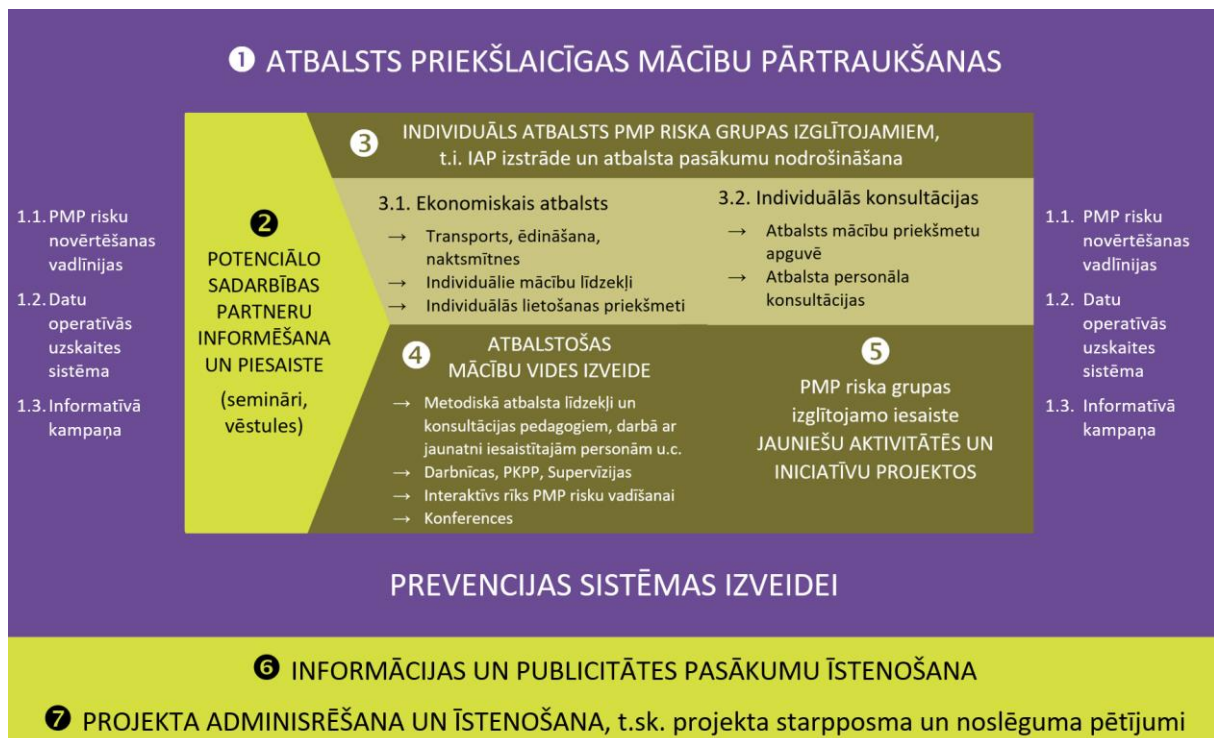 ❶ ATBALSTS PRIEKŠLAICĪGAS MĀCĪBU PĀRTRAUKŠANAS
1.1. PMP risku
novērtēšanas
vadlīnijas
1.2. Datu
operatīvās
uzskaites
sistēma
1.3. Informatīvā
kampaņa
❷
POTENCIĀLO
SADARBĪBAS
PARTNERU
INFORMĒŠANA
UN PIESAISTE
(semināri,
vēstules)
❸ INDIVIDUĀLS ATBALSTS PMP RISKA GRUPAS IZGLĪTOJAMIEM,
t.i. IAP izstrāde un atbalsta pasākumu nodrošināšana
3.1. Ekonomiskais atbalsts
→ Transports, ēdināšana,
naktsmītnes
→ Individuālie mācību līdzekļi
→ Individuālās lietošanas priekšmeti
3.2. Individuālās konsultācijas
→ Atbalsts mācību priekšmetu
apguvē
→ Atbalsta personāla
konsultācijas
❹ ATBALSTOŠAS
MĀCĪBU VIDES IZVEIDE
→ Metodiskā atbalsta līdzekļi un
konsultācijas pedagogiem, darbā ar
jaunatni iesaistītajām personām u.c.
→ Darbnīcas, PKPP, Supervīzijas
→ Interaktīvs rīks PMP risku vadīšanai
→ Konferences
❺
PMP riska grupas
izglītojamo iesaiste
JAUNIEŠU AKTIVITĀTĒS UN
INICIATĪVU PROJEKTOS
1.1. PMP risku
novērtēšanas
vadlīnijas
1.2. Datu
operatīvās
uzskaites
sistēma
1.3. Informatīvā
kampaņa
PREVENCIJAS SISTĒMAS IZVEIDEI
❻ INFORMĀCIJAS UN PUBLICITĀTES PASĀKUMU ĪSTENOŠANA
❼ PROJEKTA ADMINISRĒŠANA UN ĪSTENOŠANA, t.sk. projekta starpposma un noslēguma pētījumi